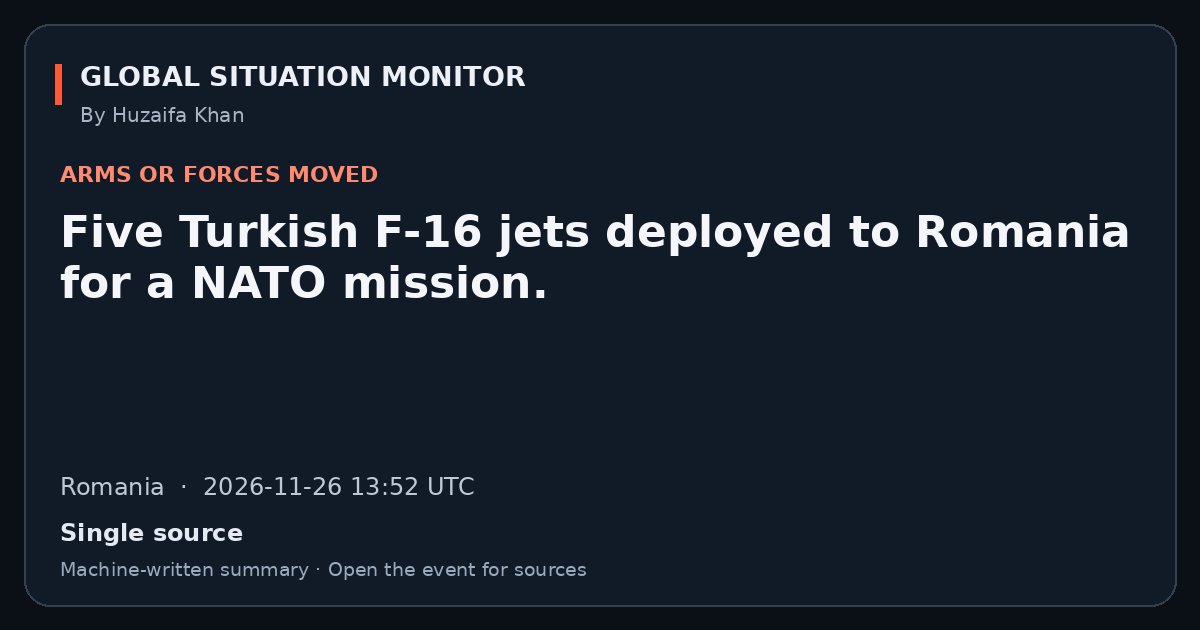 GLOBAL SITUATION MONITOR
By Huzaifa Khan
ARMS OR FORCES MOVED
Five Turkish F-16 jets deployed to Romania
for a NATO mission.
Romania · 2026-11-26 13:52 UTC
Single source
Machine-written summary · Open the event for sources